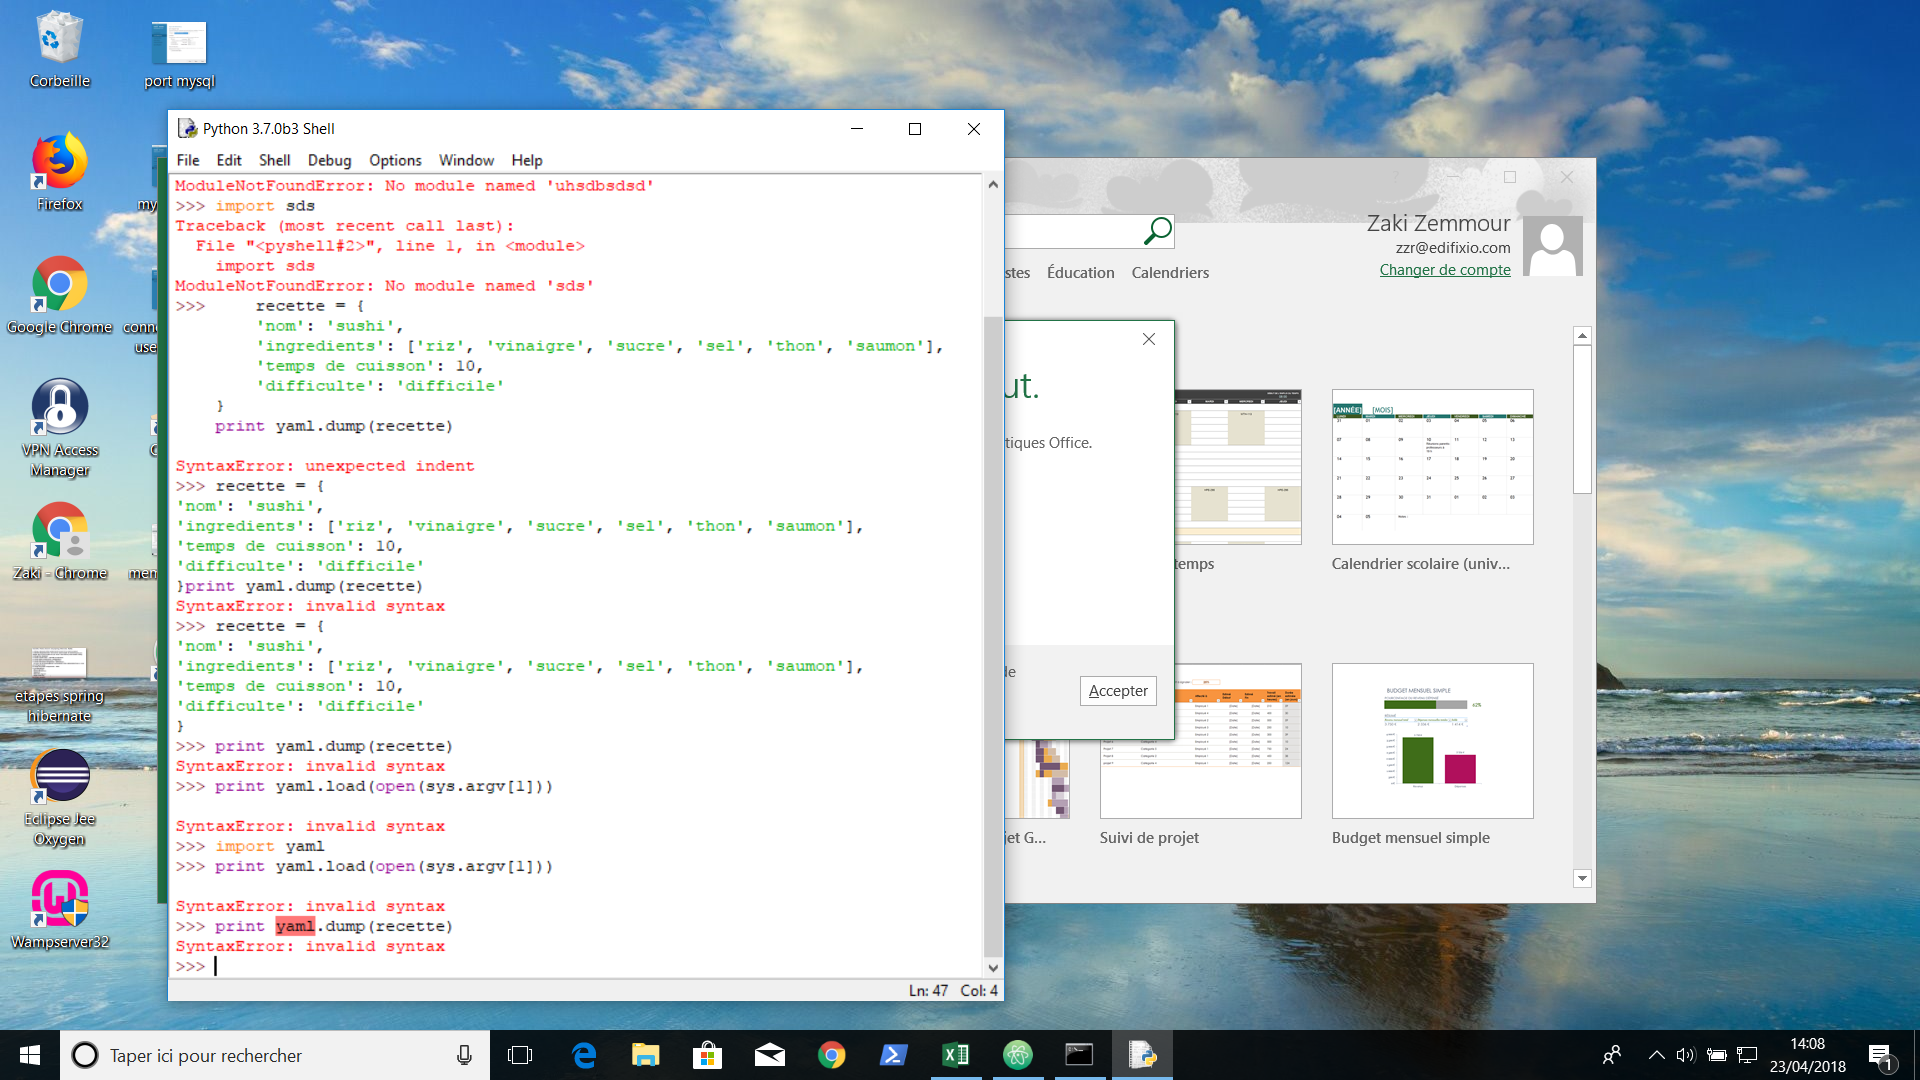 Corbeille
port mysql
Firefox
my
Google Chrome
conne
use
VPN Access
Manager
Zaki - Chrome
mem
etapes spring
hibernate
Eclipse Jee
Oxygen
Wampserver32
Python 3.7.0b3 Shell
File Edit Shell Debug Options Window Help
ModuleNotFoundError: No module named 'uhsdbsdsd'
>>> import sds
Traceback (most recent call last):
  File "<pyshell#2>", line 1, in <module>
    import sds
ModuleNotFoundError: No module named 'sds'
>>>     recette = {
        'nom': 'sushi',
        'ingredients': ['riz', 'vinaigre', 'sucre', 'sel', 'thon', 'saumon'],
        'temps de cuisson': 10,
        'difficulte': 'difficile'
    }
    print yaml.dump(recette)
SyntaxError: unexpected indent
>>> recette = {
'nom': 'sushi',
'ingredients': ['riz', 'vinaigre', 'sucre', 'sel', 'thon', 'saumon'],
'temps de cuisson': 10,
'difficulte': 'difficile'
}print yaml.dump(recette)
SyntaxError: invalid syntax
>>> recette = {
'nom': 'sushi',
'ingredients': ['riz', 'vinaigre', 'sucre', 'sel', 'thon', 'saumon'],
'temps de cuisson': 10,
'difficulte': 'difficile'
}
>>> print yaml.dump(recette)
SyntaxError: invalid syntax
>>> print yaml.load(open(sys.argv[1]))
SyntaxError: invalid syntax
>>> import yaml
>>> print yaml.load(open(sys.argv[1]))
SyntaxError: invalid syntax
>>> print yaml.dump(recette)
SyntaxError: invalid syntax
>>>
Ln: 47 Col: 4
Zaki Zemmour
zzr@edifixio.com
Changer de compte
stes Éducation Calendriers
ut.
tiques Office.
de
Accepter
temps
[ANNÉE] [MOIS]
Calendrier scolaire (univ...
jet G...
Suivi de projet
BUDGET MENSUEL SIMPLE
62%
Budget mensuel simple
Taper ici pour rechercher
14:08
23/04/2018
1